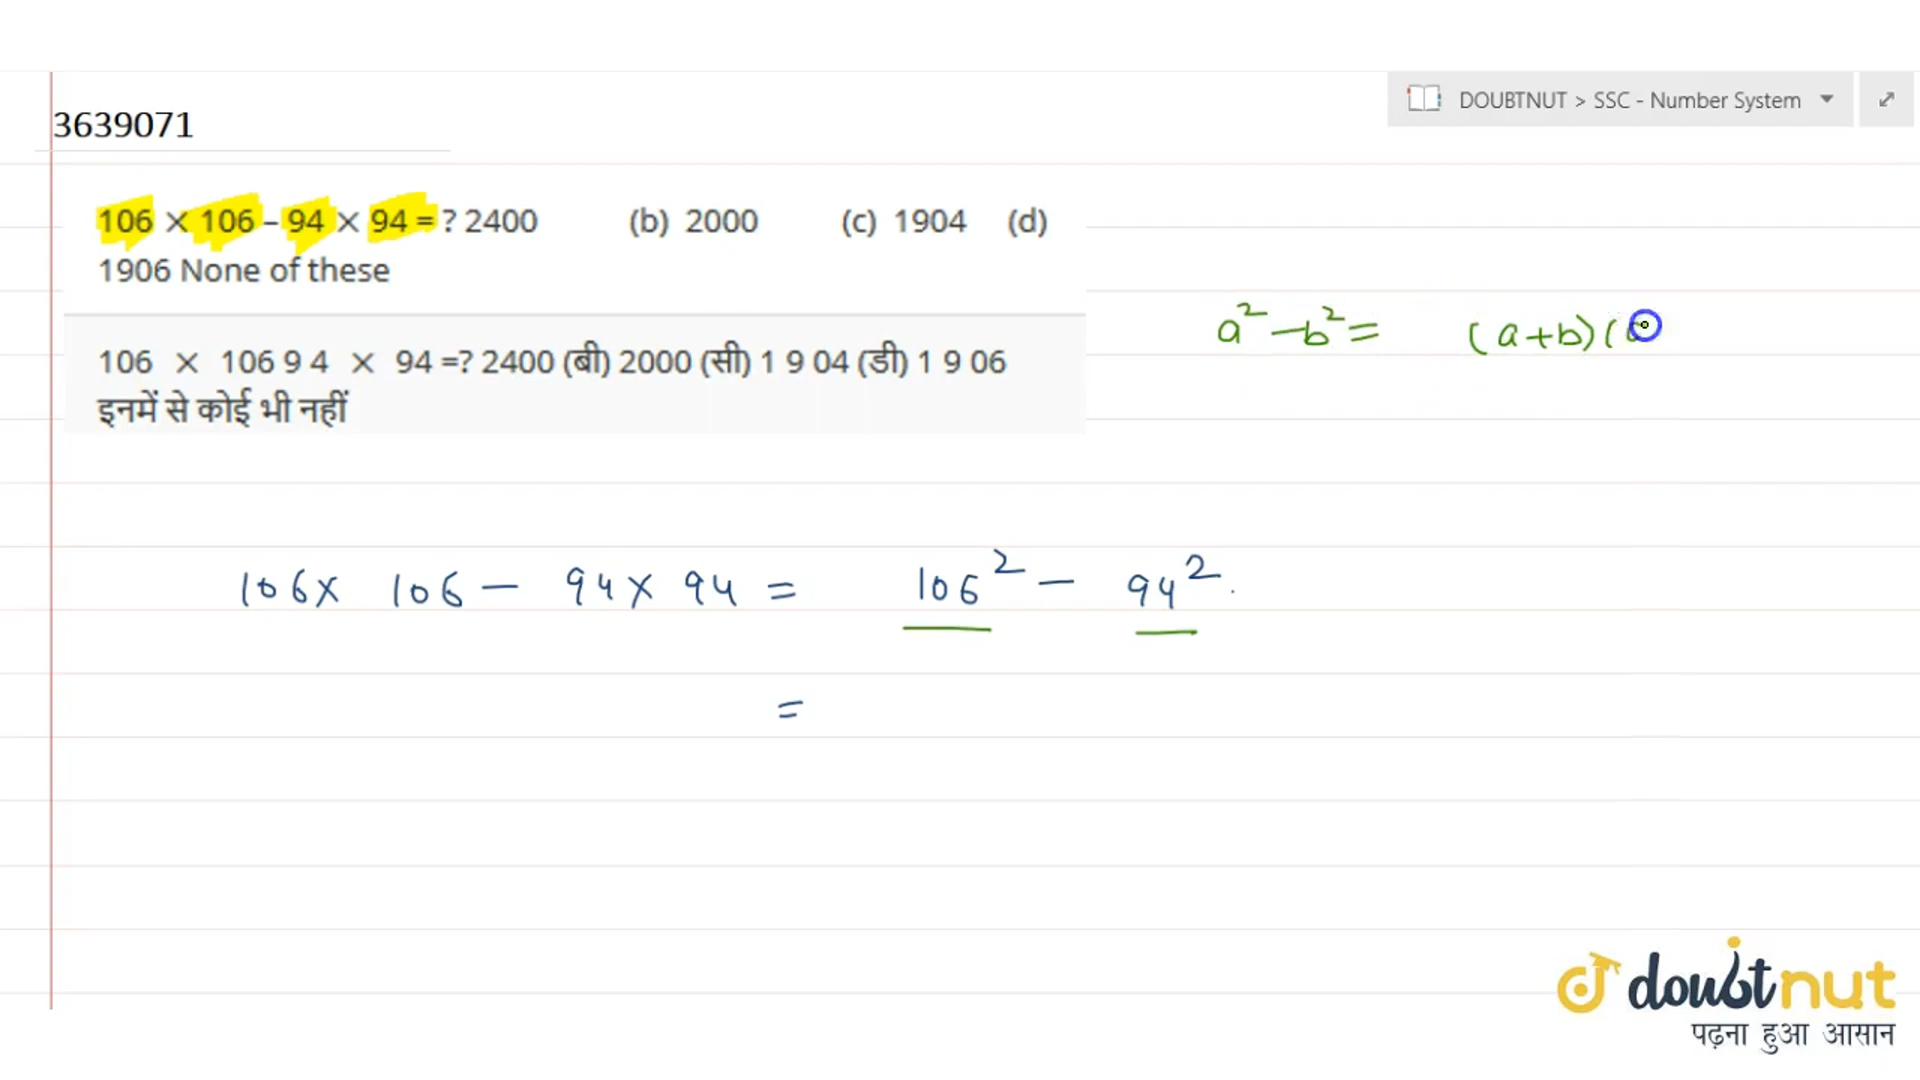 DOUBTNUT > SSC - Number System
3639071
106 × 106 – 94 × 94 = ? 2400 (b) 2000 (c) 1904 (d)
1906 None of these
a² - b² = (a+b)(
106 × 106 9 4 × 94 =? 2400 (बी) 2000 (सी) 1 9 04 (डी) 1 9 06
इनमें से कोई भी नहीं
106 × 106 - 94 × 94 = 106² - 94².
=
doubtnut
पढ़ना हुआ आसान